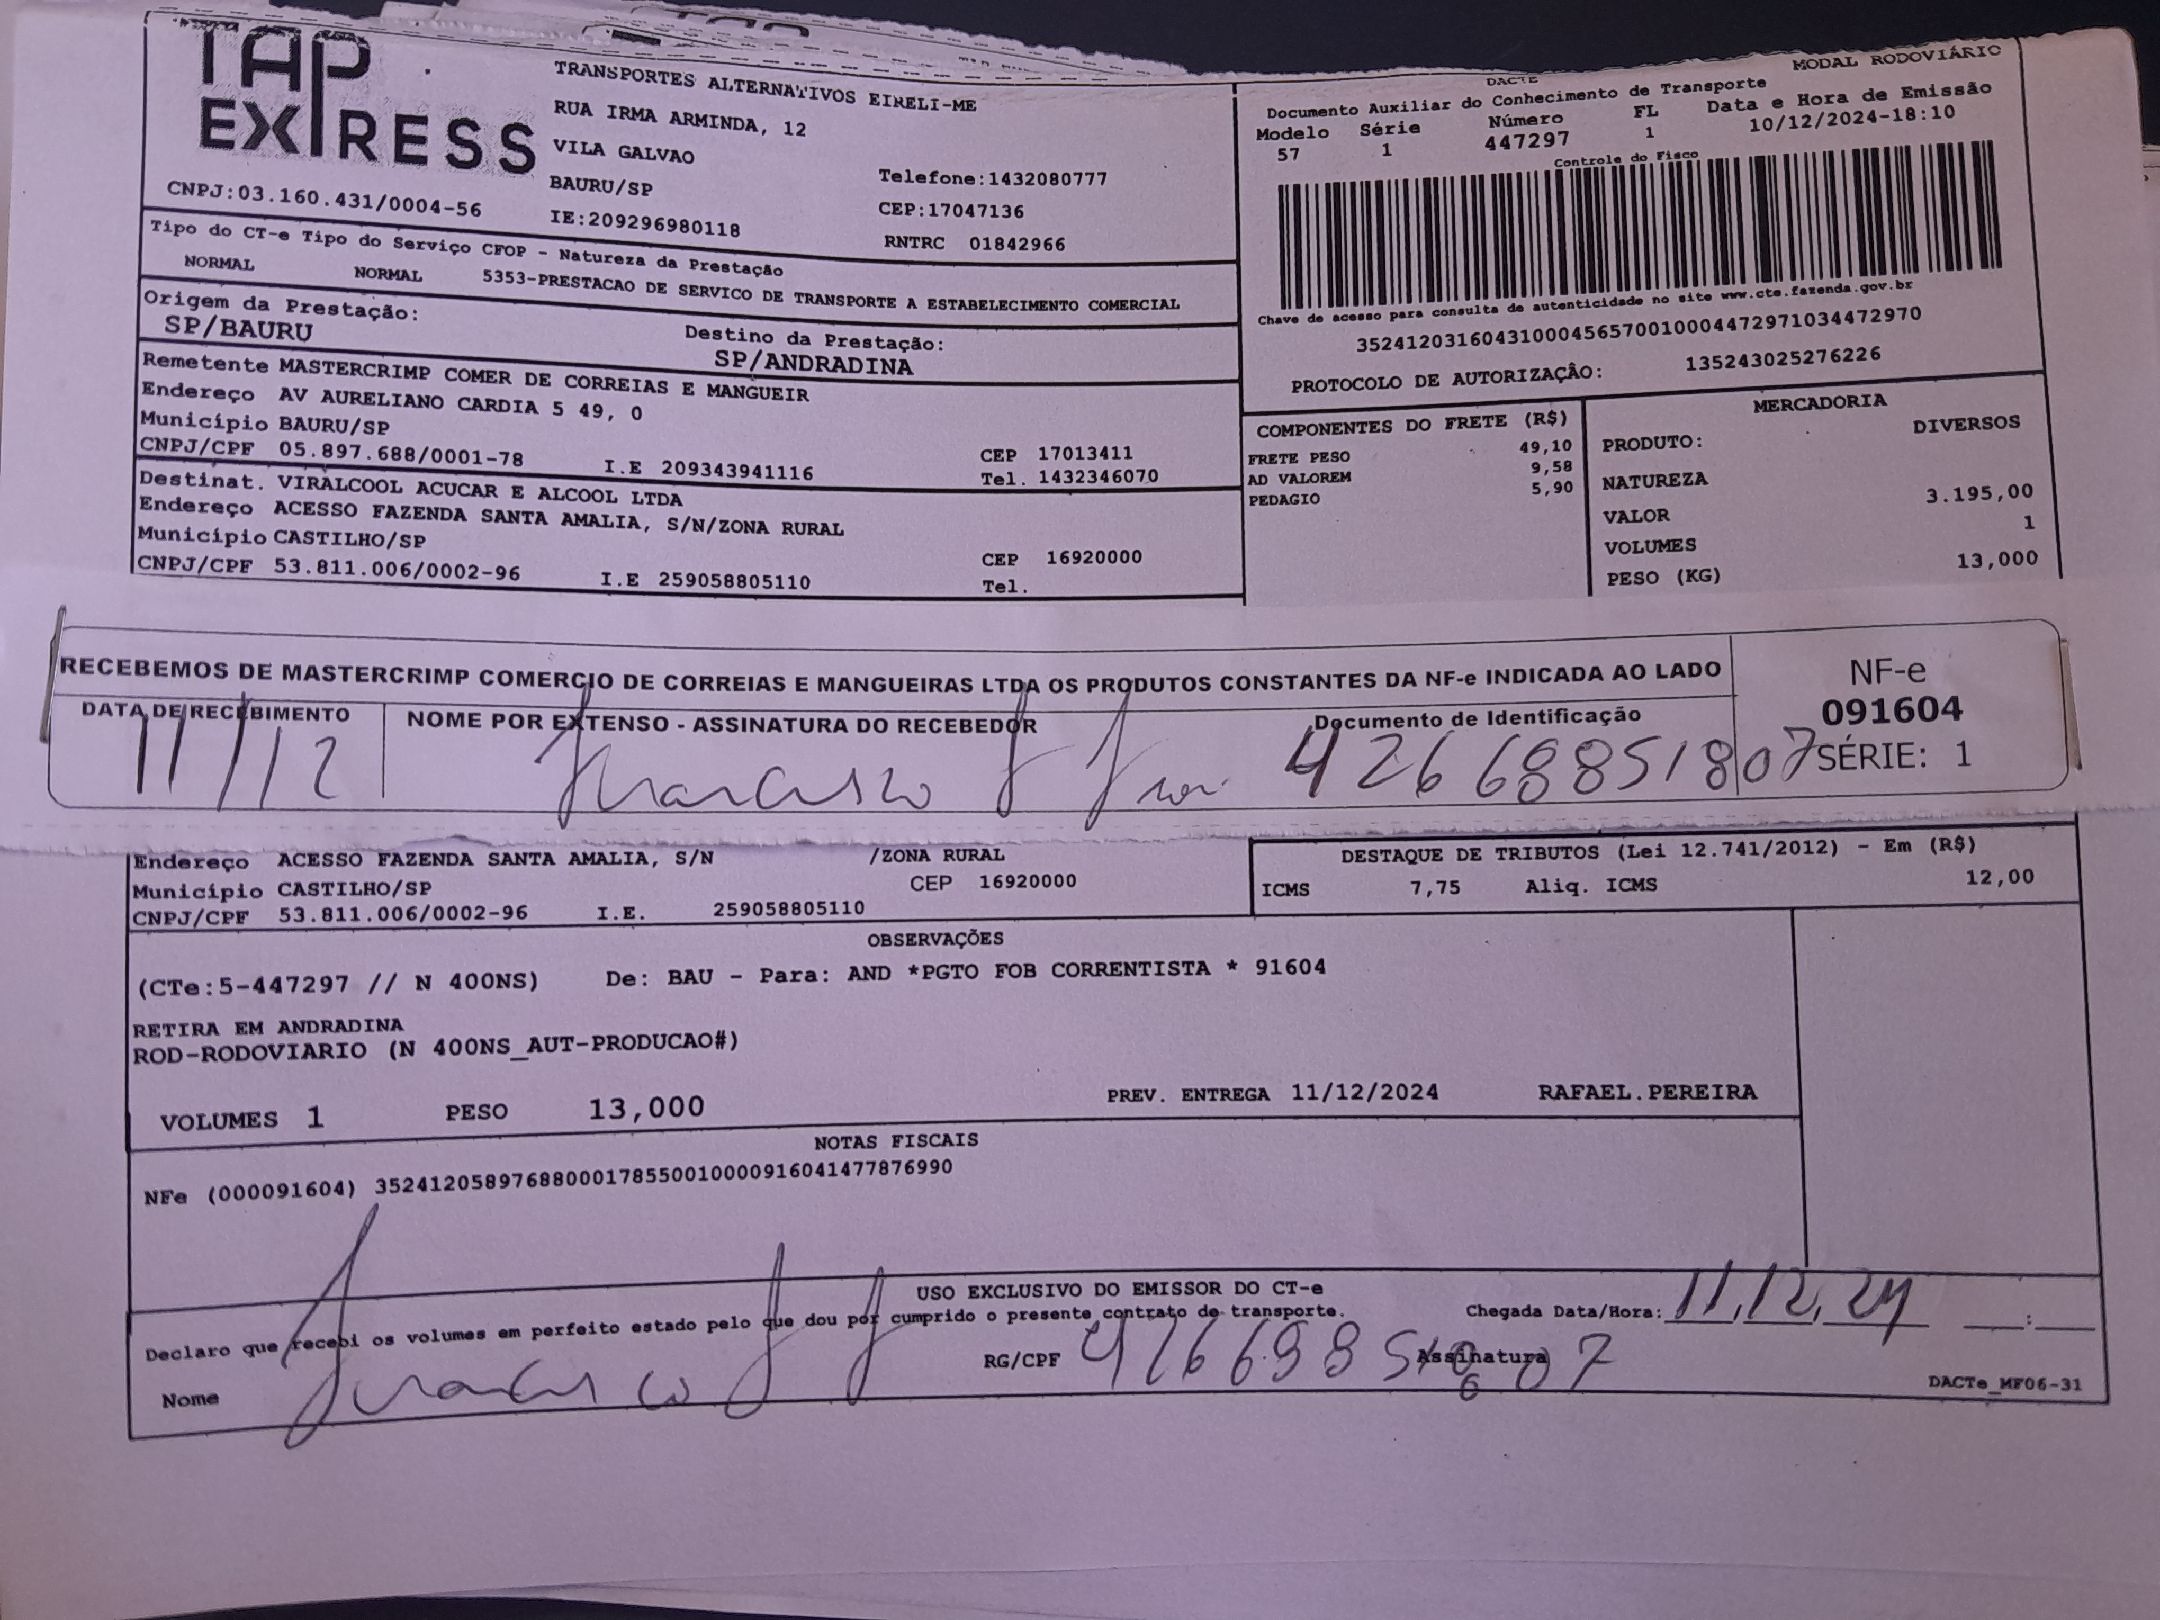 TAP
EXPRESS
CNPJ:03.160.431/0004-56
TRANSPORTES ALTERNATIVOS EIRELI-ME
RUA IRMA ARMINDA, 12
VILA GALVAO
BAURU/SP
IE:209296980118
Telefone:1432080777
CEP:17047136
RNTRC 01842966
MODAL RODOVIÁRIO
DACTE
Documento Auxiliar do Conhecimento de Transporte
Modelo Série Número FL Data e Hora de Emissão
57 1 447297 1 10/12/2024-18:10
Controle do Fisco
Chave de acesso para consulta de autenticidade no site www.cte.fazenda.gov.br
35241203160431000456570010004472971034472970
PROTOCOLO DE AUTORIZAÇÃO: 135243025276226
Tipo do CT-e Tipo do Serviço CFOP - Natureza da Prestação
NORMAL NORMAL 5353-PRESTACAO DE SERVICO DE TRANSPORTE A ESTABELECIMENTO COMERCIAL
Origem da Prestação: Destino da Prestação:
SP/BAURU SP/ANDRADINA
Remetente MASTERCRIMP COMER DE CORREIAS E MANGUEIR
Endereço AV AURELIANO CARDIA 5 49, 0
Município BAURU/SP CEP 17013411
CNPJ/CPF 05.897.688/0001-78 I.E 209343941116 Tel. 1432346070
Destinat. VIRALCOOL ACUCAR E ALCOOL LTDA
Endereço ACESSO FAZENDA SANTA AMALIA, S/N/ZONA RURAL
Município CASTILHO/SP CEP 16920000
CNPJ/CPF 53.811.006/0002-96 I.E 259058805110 Tel.
COMPONENTES DO FRETE (R$)
FRETE PESO 49,10
AD VALOREM 9,58
PEDAGIO 5,90
MERCADORIA
PRODUTO: DIVERSOS
NATUREZA
VALOR 3.195,00
VOLUMES 1
PESO (KG) 13,000
RECEBEMOS DE MASTERCRIMP COMERCIO DE CORREIAS E MANGUEIRAS LTDA OS PRODUTOS CONSTANTES DA NF-e INDICADA AO LADO
DATA DE RECEBIMENTO NOME POR EXTENSO - ASSINATURA DO RECEBEDOR Documento de Identificação
11/12 Francisco 42668851807
NF-e
091604
SÉRIE: 1
Endereço ACESSO FAZENDA SANTA AMALIA, S/N /ZONA RURAL
Município CASTILHO/SP CEP 16920000
CNPJ/CPF 53.811.006/0002-96 I.E. 259058805110
DESTAQUE DE TRIBUTOS (Lei 12.741/2012) - Em (R$)
ICMS 7,75 Aliq. ICMS 12,00
OBSERVAÇÕES
(CTe:5-447297 // N 400NS) De: BAU - Para: AND *PGTO FOB CORRENTISTA * 91604
RETIRA EM ANDRADINA
ROD-RODOVIARIO (N 400NS_AUT-PRODUCAO#)
VOLUMES 1 PESO 13,000 PREV. ENTREGA 11/12/2024 RAFAEL.PEREIRA
NOTAS FISCAIS
NFe (000091604) 35241205897688000178550010000916041477876990
USO EXCLUSIVO DO EMISSOR DO CT-e
Declaro que recebi os volumes em perfeito estado pelo que dou por cumprido o presente contrato de transporte. Chegada Data/Hora: 11,12,24 :
Nome Francisco RG/CPF Assinatura
DACTe_MF06-31